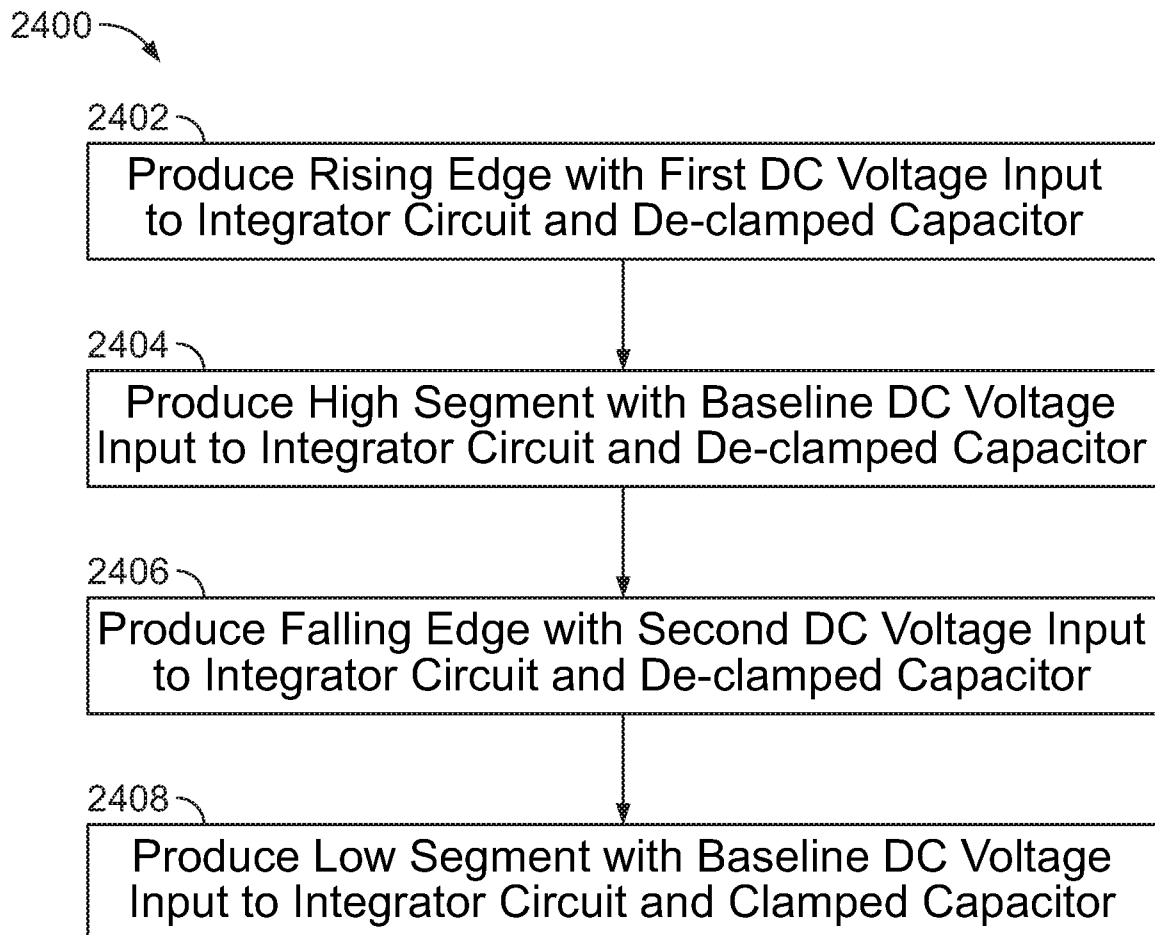 2400
2402
Produce Rising Edge with First DC Voltage Input
to Integrator Circuit and De-clamped Capacitor
2404
Produce High Segment with Baseline DC Voltage
Input to Integrator Circuit and De-clamped Capacitor
2406
Produce Falling Edge with Second DC Voltage Input
to Integrator Circuit and De-clamped Capacitor
2408
Produce Low Segment with Baseline DC Voltage
Input to Integrator Circuit and Clamped Capacitor